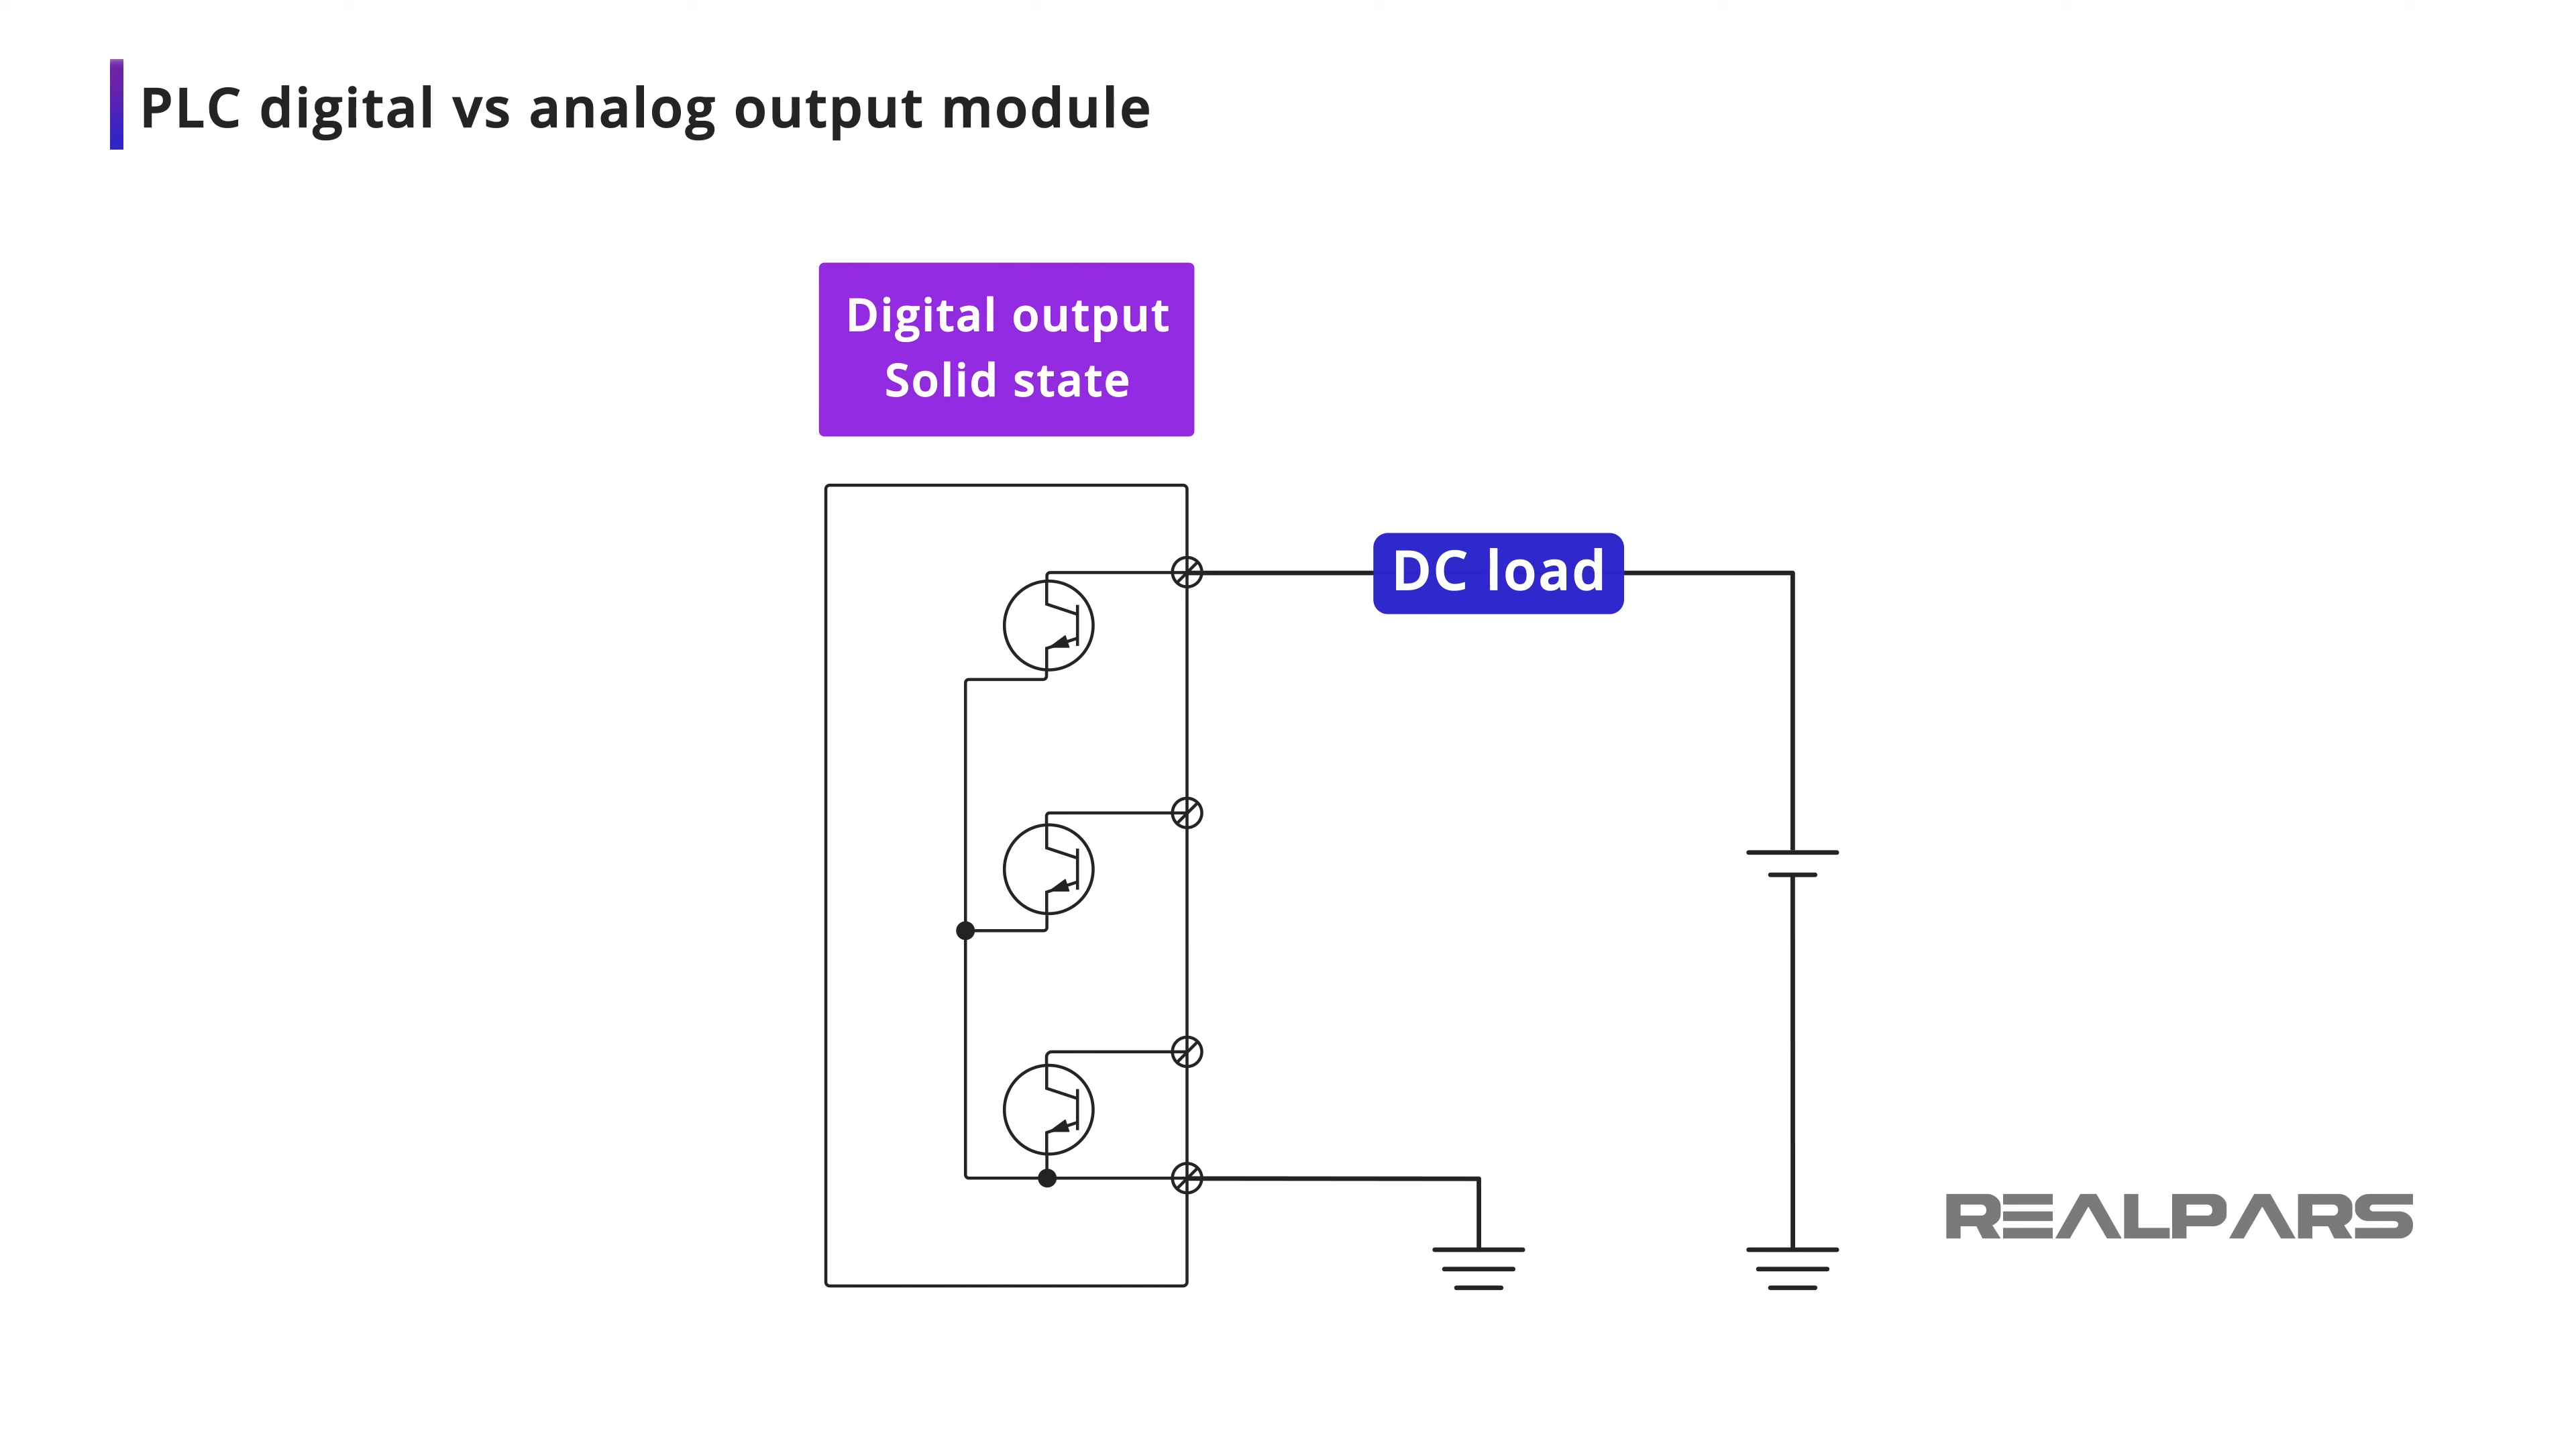 PLC digital vs analog output module
Digital output
Solid state
DC load
REALPARS